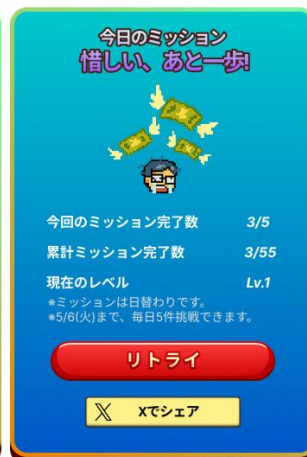 今日のミッション
惜しい、あと一歩!
今回のミッション完了数 3/5
累計ミッション完了数 3/55
現在のレベル Lv.1
※ミッションは日替わりです。
※5/6(火)まで、毎日5件挑戦できます。
リトライ
X Xでシェア